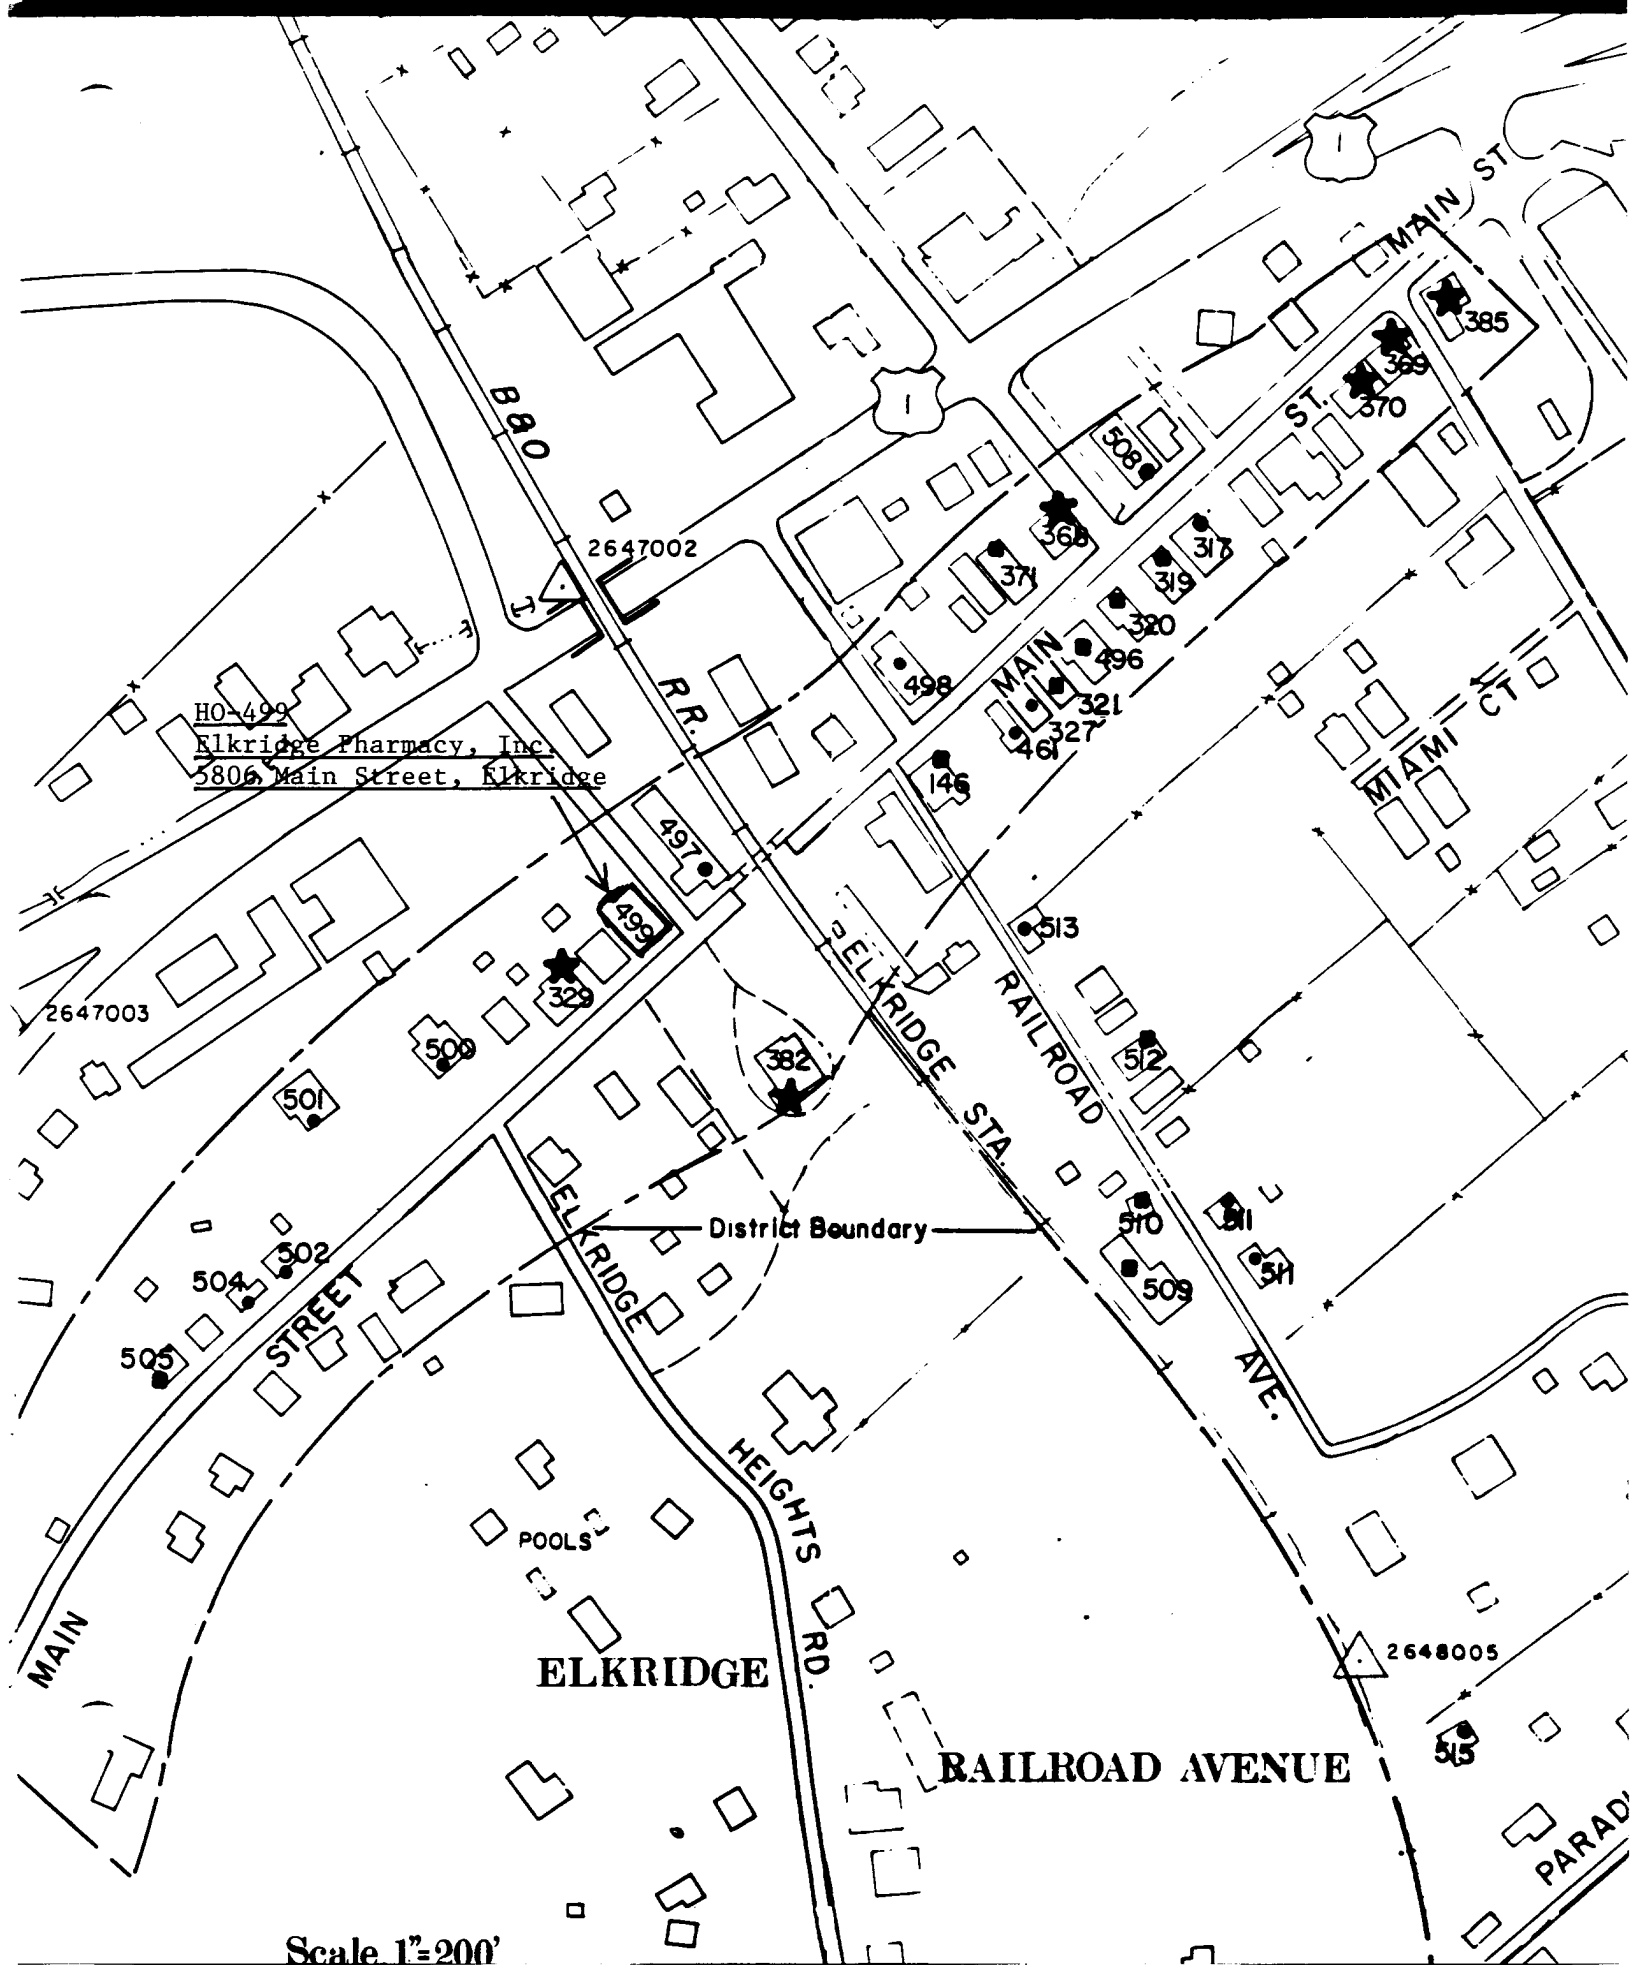 1
MAIN ST
385
369
370
ST.
B&O
1
508
368
2647002
371
317
319
320
MAIN
496
498
321
327
461
146
R.R.
MIAMI CT
HO-499
Elkridge Pharmacy, Inc.
5806 Main Street, Elkridge
497
499
513
329
ELKRIDGE STA.
RAILROAD AVE.
2647003
500
382
512
501
510
511
District Boundary
502
504
511
509
505
STREET
ELKRIDGE HEIGHTS RD.
POOLS
MAIN
ELKRIDGE
2648005
515
RAILROAD AVENUE
PARAD
Scale 1"=200'